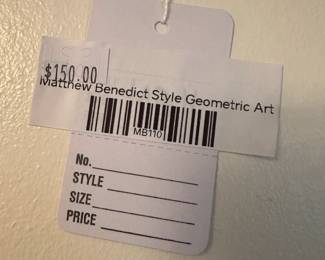 $150.00
Matthew Benedict Style Geometric Art
MB110
No.
STYLE
SIZE
PRICE